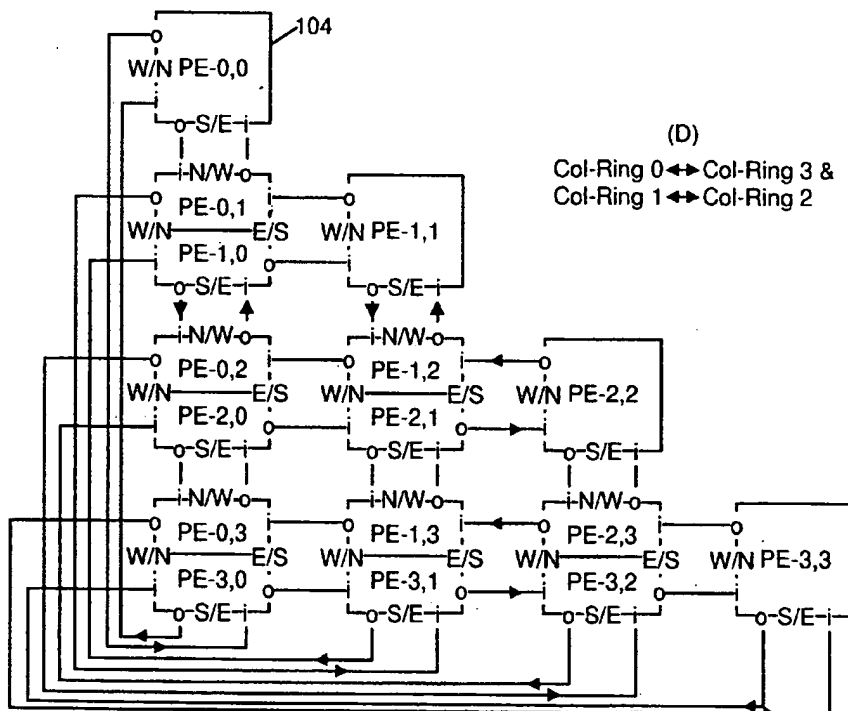 104
o
W/N PE-0,0
i
o-S/E-i
(D)
Col-Ring 0 ↔ Col-Ring 3 &
Col-Ring 1 ↔ Col-Ring 2
i-N/W-o
o PE-0,1 i o
W/N E/S W/N PE-1,1
i PE-1,0 o i
o-S/E-i o-S/E-i
i-N/W-o i-N/W-o
o PE-0,2 i o PE-1,2 i o
W/N E/S W/N E/S W/N PE-2,2
i PE-2,0 o i PE-2,1 o i
o-S/E-i o-S/E-i o-S/E-i
i-N/W-o i-N/W-o i-N/W-o
o PE-0,3 i o PE-1,3 i o PE-2,3 i o
W/N E/S W/N E/S W/N E/S W/N PE-3,3
i PE-3,0 o i PE-3,1 o i PE-3,2 o i
o-S/E-i o-S/E-i o-S/E-i o-S/E-i